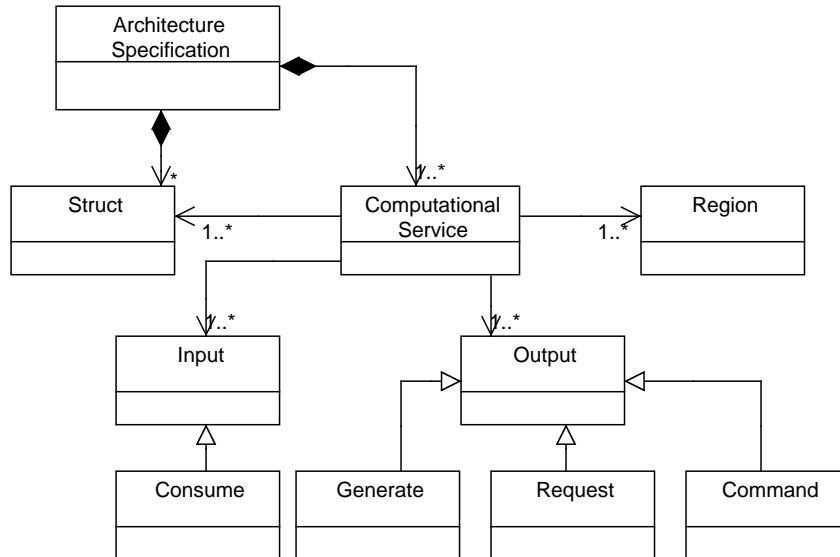 Architecture
Specification
*
1..*
Struct
Computational
Service
Region
1..*
1..*
1..*
1..*
Input
Output
Consume
Generate
Request
Command